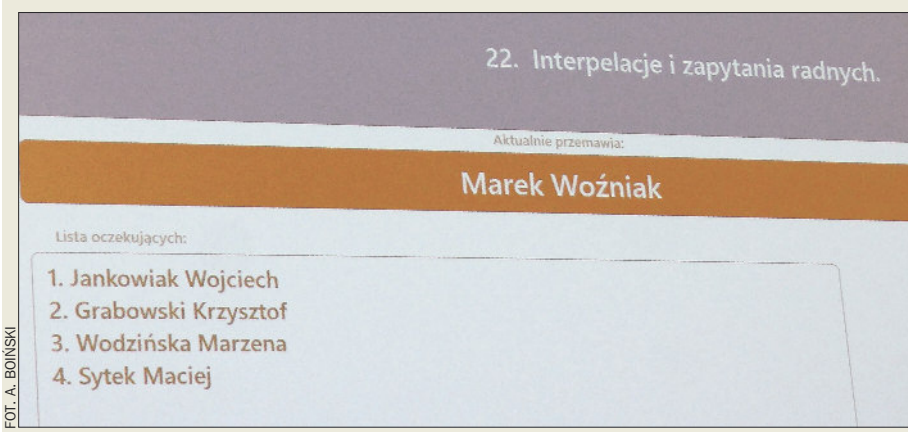 22. Interpelacje i zapytania radnych.
Aktualnie przemawia:
Marek Woźniak
Lista oczekujących:
1. Jankowiak Wojciech
2. Grabowski Krzysztof
3. Wodzińska Marzena
4. Sytek Maciej
FOT. A. BOIŃSKI